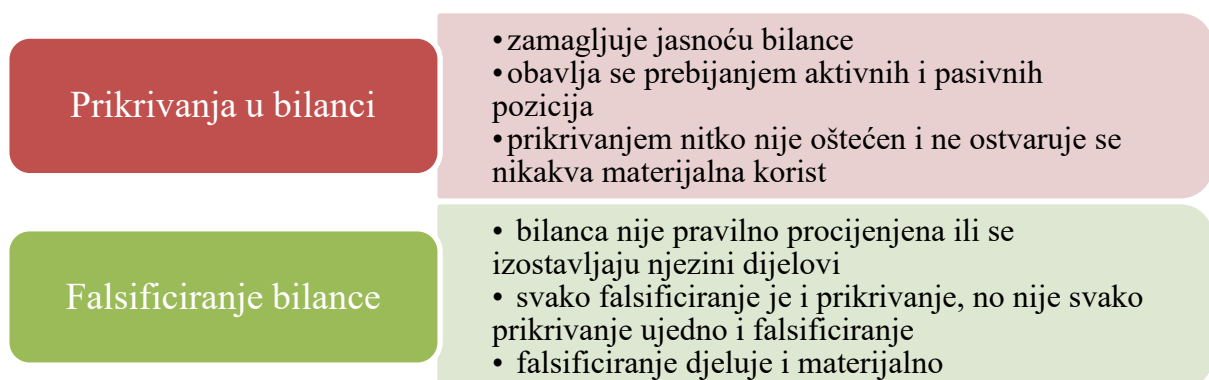 Prikrivanja u bilanci
•zamagljuje jasnoću bilance
•obavlja se prebijanjem aktivnih i pasivnih
pozicija
•prikrivanjem nitko nije oštećen i ne ostvaruje se
nikakva materijalna korist
Falsificiranje bilance
• bilanca nije pravilno procijenjena ili se
izostavljaju njezini dijelovi
• svako falsificiranje je i prikrivanje, no nije svako
prikrivanje ujedno i falsificiranje
• falsificiranje djeluje i materijalno